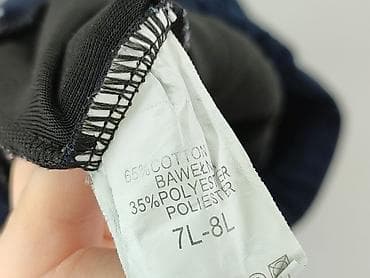 65% COTTON
BAWEŁNA
35% POLYESTER
POLIESTER
7L-8L